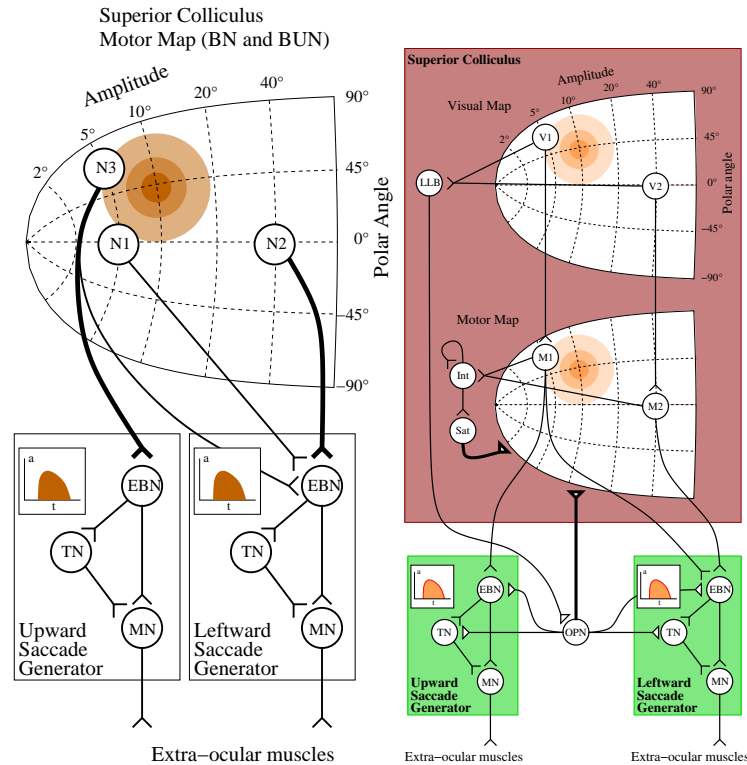 Superior Colliculus
Motor Map (BN and BUN)
Amplitude
2°
5°
10°
20°
40°
90°
45°
0°
−45°
−90°
Polar Angle
N3
N1
N2
a
t
EBN
TN
MN
Upward
Saccade
Generator
a
t
EBN
TN
MN
Leftward
Saccade
Generator
Extra−ocular muscles
Superior Colliculus
Visual Map
Amplitude
2°
5°
10°
20°
40°
90°
45°
0°
−45°
−90°
Polar angle
LLB
V1
V2
Motor Map
M1
M2
Int
Sat
a
t
EBN
TN
MN
Upward
Saccade
Generator
OPN
a
t
EBN
TN
MN
Leftward
Saccade
Generator
Extra−ocular muscles
Extra−ocular muscles